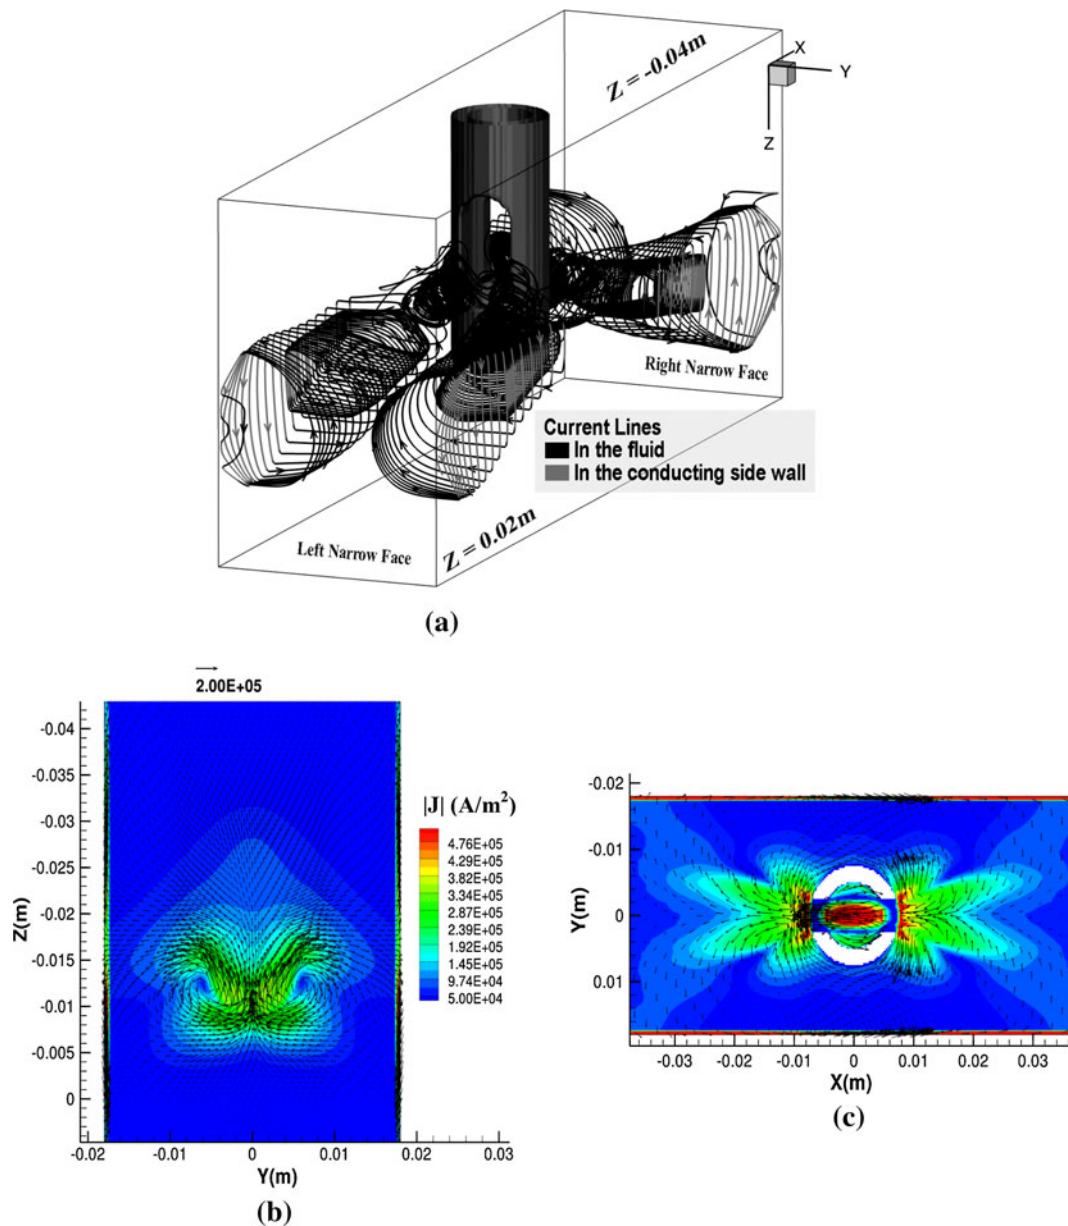 Z = -0.04m
X
Y
Z
Right Narrow Face
Current Lines
In the fluid
In the conducting side wall
Left Narrow Face
Z = 0.02m
(a)
2.00E+05
Z(m)
-0.04
-0.035
-0.03
-0.025
-0.02
-0.015
-0.01
-0.005
0
-0.02
-0.01
0
0.01
0.02
0.03
Y(m)
(b)
|J| (A/m²)
4.76E+05
4.29E+05
3.82E+05
3.34E+05
2.87E+05
2.39E+05
1.92E+05
1.45E+05
9.74E+04
5.00E+04
Y(m)
-0.02
-0.01
0
0.01
-0.03
-0.02
-0.01
0
0.01
0.02
0.03
X(m)
(c)